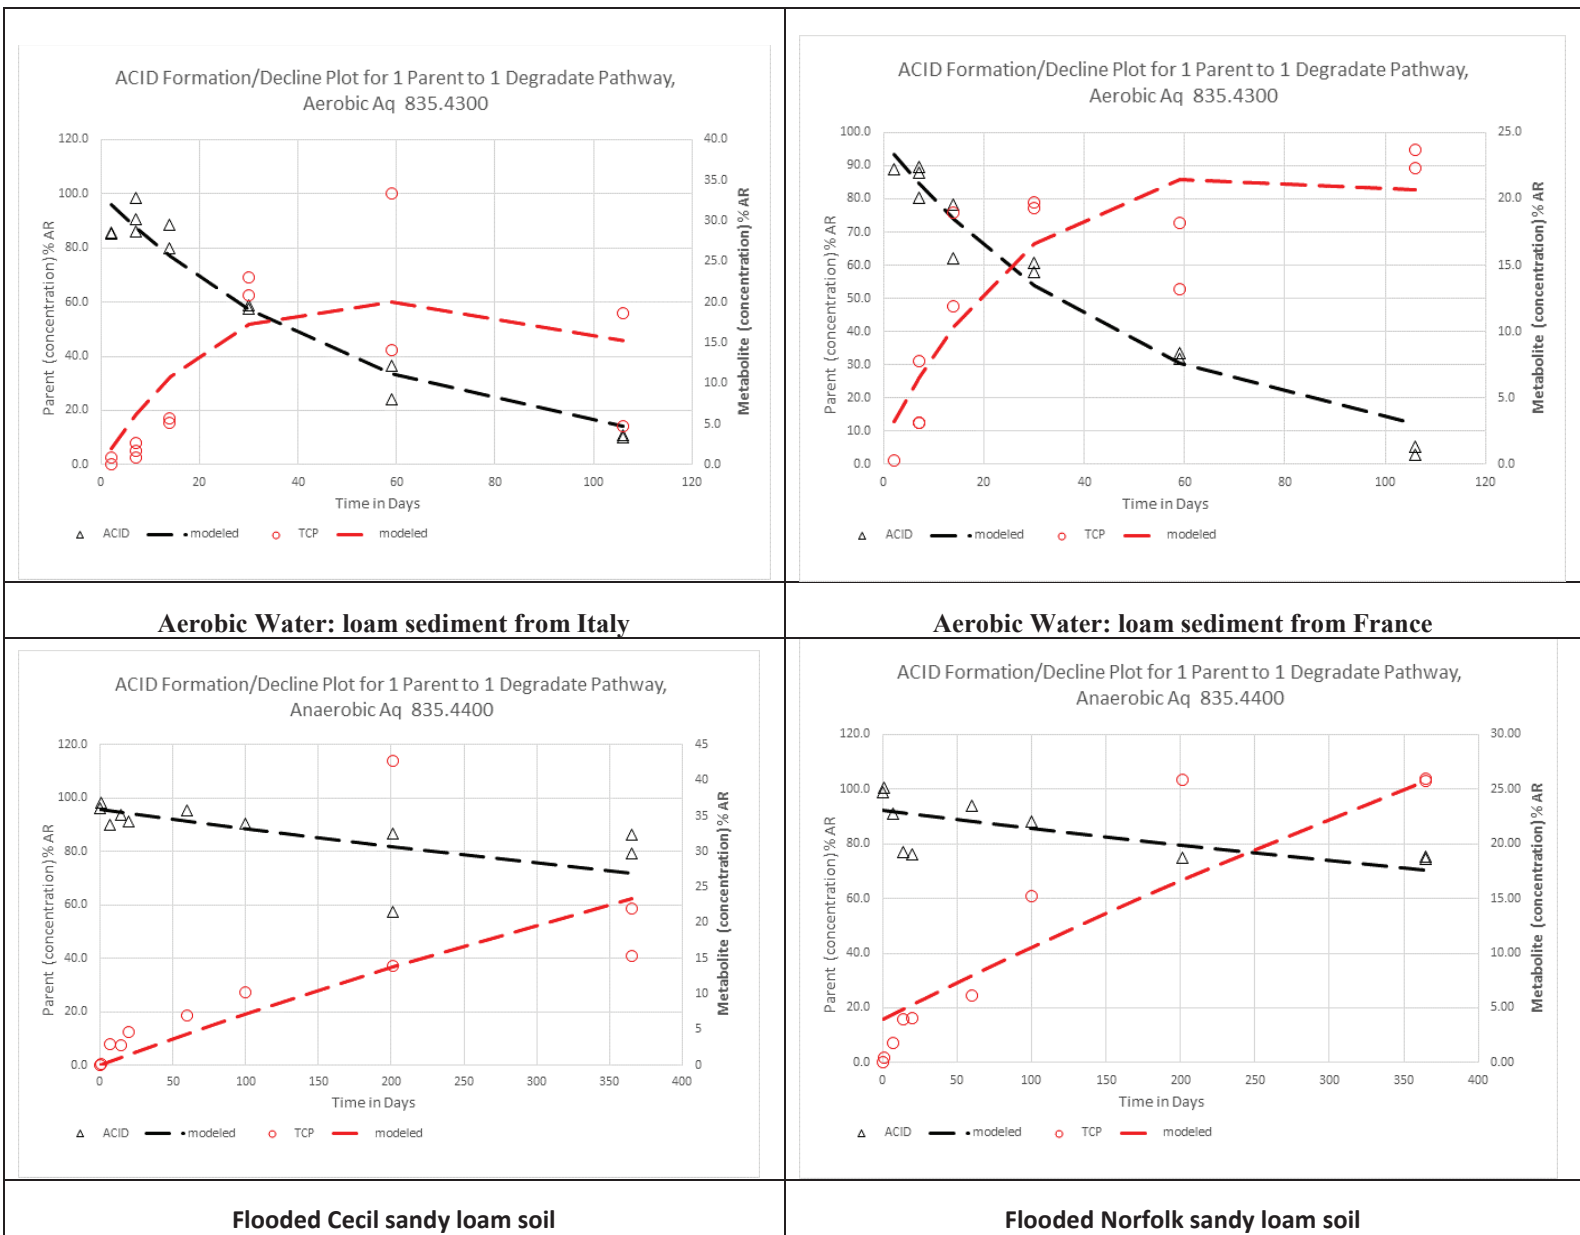 ACID Formation/Decline Plot for 1 Parent to 1 Degradate Pathway,
Aerobic Aq 835.4300
120.0
100.0
80.0
60.0
40.0
20.0
0.0
Parent (concentration)% AR
40.0
35.0
30.0
25.0
20.0
15.0
10.0
5.0
0.0
Metabolite (concentration)% AR
0 20 40 60 80 100 120
Time in Days
ACID modeled TCP modeled
Aerobic Water: loam sediment from Italy
ACID Formation/Decline Plot for 1 Parent to 1 Degradate Pathway,
Aerobic Aq 835.4300
100.0
90.0
80.0
70.0
60.0
50.0
40.0
30.0
20.0
10.0
0.0
Parent (concentration)% AR
25.0
20.0
15.0
10.0
5.0
0.0
Metabolite (concentration)% AR
0 20 40 60 80 100 120
Time in Days
ACID modeled TCP modeled
Aerobic Water: loam sediment from France
ACID Formation/Decline Plot for 1 Parent to 1 Degradate Pathway,
Anaerobic Aq 835.4400
120.0
100.0
80.0
60.0
40.0
20.0
0.0
Parent (concentration)% AR
45
40
35
30
25
20
15
10
5
0
Metabolite (concentration)% AR
0 50 100 150 200 250 300 350 400
Time in Days
ACID modeled TCP modeled
Flooded Cecil sandy loam soil
ACID Formation/Decline Plot for 1 Parent to 1 Degradate Pathway,
Anaerobic Aq 835.4400
120.0
100.0
80.0
60.0
40.0
20.0
0.0
Parent (concentration)% AR
30.00
25.00
20.00
15.00
10.00
5.00
0.00
Metabolite (concentration)% AR
0 50 100 150 200 250 300 350 400
Time in Days
ACID modeled TCP modeled
Flooded Norfolk sandy loam soil